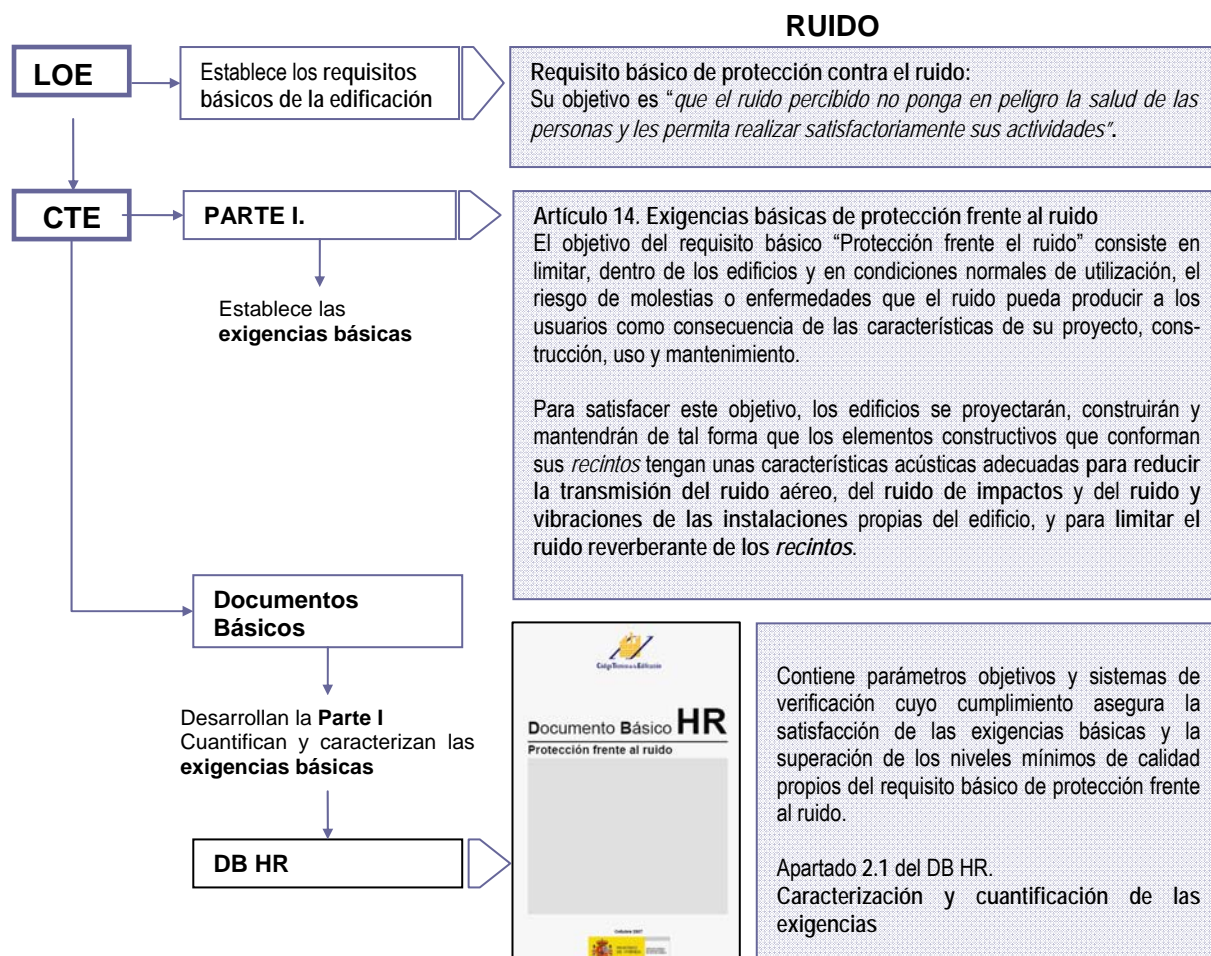 RUIDO
LOE
Establece los requisitos
básicos de la edificación
Requisito básico de protección contra el ruido:
Su objetivo es “que el ruido percibido no ponga en peligro la salud de las
personas y les permita realizar satisfactoriamente sus actividades”.
CTE
PARTE I.
Establece las
exigencias básicas
Artículo 14. Exigencias básicas de protección frente al ruido
El objetivo del requisito básico “Protección frente el ruido” consiste en
limitar, dentro de los edificios y en condiciones normales de utilización, el
riesgo de molestias o enfermedades que el ruido pueda producir a los
usuarios como consecuencia de las características de su proyecto, cons-
trucción, uso y mantenimiento.
Para satisfacer este objetivo, los edificios se proyectarán, construirán y
mantendrán de tal forma que los elementos constructivos que conforman
sus recintos tengan unas características acústicas adecuadas para reducir
la transmisión del ruido aéreo, del ruido de impactos y del ruido y
vibraciones de las instalaciones propias del edificio, y para limitar el
ruido reverberante de los recintos.
Documentos
Básicos
Desarrollan la Parte I
Cuantifican y caracterizan las
exigencias básicas
DB HR
Código Técnico de la Edificación
Documento Básico HR
Protección frente al ruido
Octubre 2007
Contiene parámetros objetivos y sistemas de
verificación cuyo cumplimiento asegura la
satisfacción de las exigencias básicas y la
superación de los niveles mínimos de calidad
propios del requisito básico de protección frente
al ruido.
Apartado 2.1 del DB HR.
Caracterización y cuantificación de las
exigencias